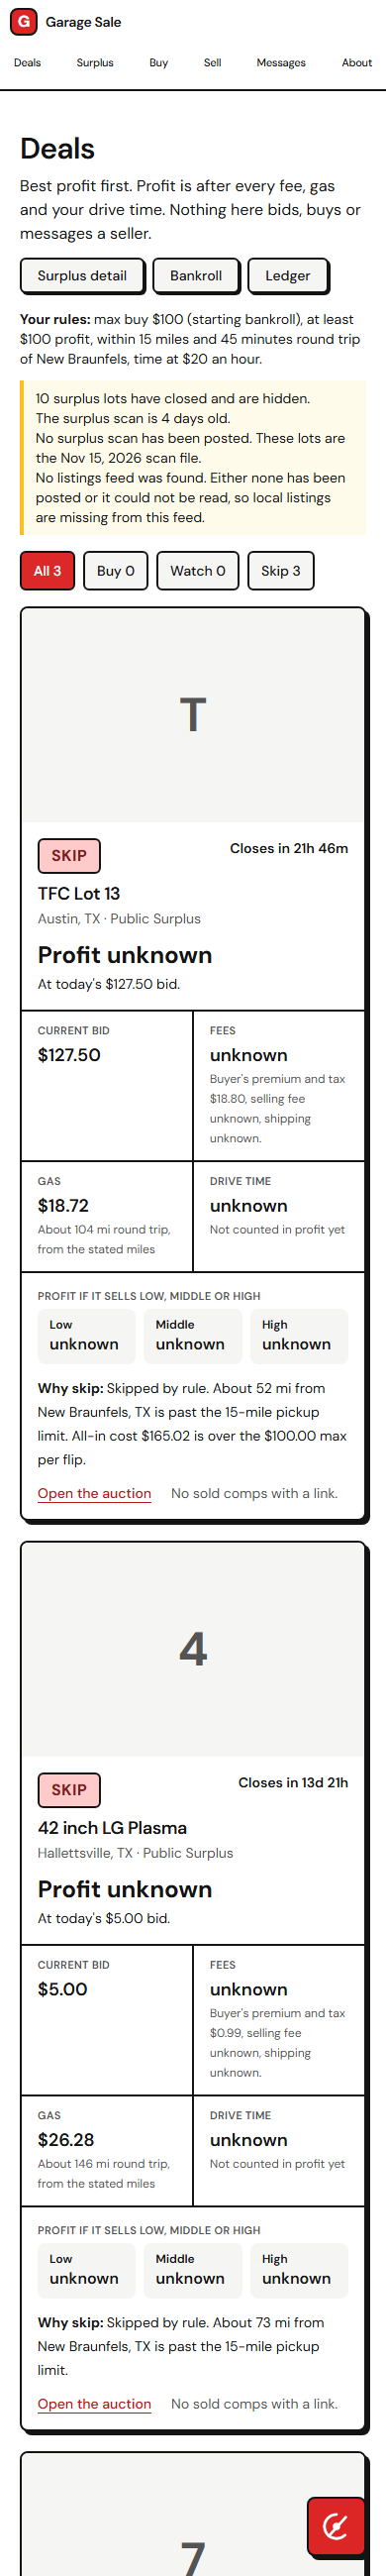 G Garage Sale
Deals Surplus Buy Sell Messages About
Deals
Best profit first. Profit is after every fee, gas
and your drive time. Nothing here bids, buys or
messages a seller.
Surplus detail Bankroll Ledger
Your rules: max buy $100 (starting bankroll), at least
$100 profit, within 15 miles and 45 minutes round trip
of New Braunfels, time at $20 an hour.
10 surplus lots have closed and are hidden.
The surplus scan is 4 days old.
No surplus scan has been posted. These lots are
the Nov 15, 2026 scan file.
No listings feed was found. Either none has been
posted or it could not be read, so local listings
are missing from this feed.
All 3 Buy 0 Watch 0 Skip 3
T
SKIP Closes in 21h 46m
TFC Lot 13
Austin, TX · Public Surplus
Profit unknown
At today's $127.50 bid.
CURRENT BID
$127.50
FEES
unknown
Buyer's premium and tax
$18.80, selling fee
unknown, shipping
unknown.
GAS
$18.72
About 104 mi round trip,
from the stated miles
DRIVE TIME
unknown
Not counted in profit yet
PROFIT IF IT SELLS LOW, MIDDLE OR HIGH
Low Middle High
unknown unknown unknown
Why skip: Skipped by rule. About 52 mi from
New Braunfels, TX is past the 15-mile pickup
limit. All-in cost $165.02 is over the $100.00 max
per flip.
Open the auction No sold comps with a link.
4
SKIP Closes in 13d 21h
42 inch LG Plasma
Hallettsville, TX · Public Surplus
Profit unknown
At today's $5.00 bid.
CURRENT BID
$5.00
FEES
unknown
Buyer's premium and tax
$0.99, selling fee
unknown, shipping
unknown.
GAS
$26.28
About 146 mi round trip,
from the stated miles
DRIVE TIME
unknown
Not counted in profit yet
PROFIT IF IT SELLS LOW, MIDDLE OR HIGH
Low Middle High
unknown unknown unknown
Why skip: Skipped by rule. About 73 mi from
New Braunfels, TX is past the 15-mile pickup
limit.
Open the auction No sold comps with a link.
7